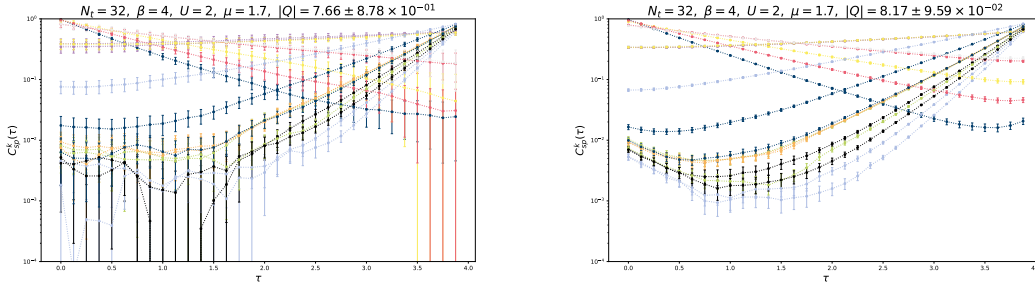 N_t = 32, β = 4, U = 2, μ = 1.7, |Q| = 7.66 ± 8.78 × 10^{-01}
10^0
10^{-1}
10^{-2}
10^{-3}
10^{-4}
C^k_{sp}(τ)
0.0 0.5 1.0 1.5 2.0 2.5 3.0 3.5 4.0
τ
N_t = 32, β = 4, U = 2, μ = 1.7, |Q| = 8.17 ± 9.59 × 10^{-02}
10^0
10^{-1}
10^{-2}
10^{-3}
10^{-4}
C^k_{sp}(τ)
0.0 0.5 1.0 1.5 2.0 2.5 3.0 3.5 4.0
τ